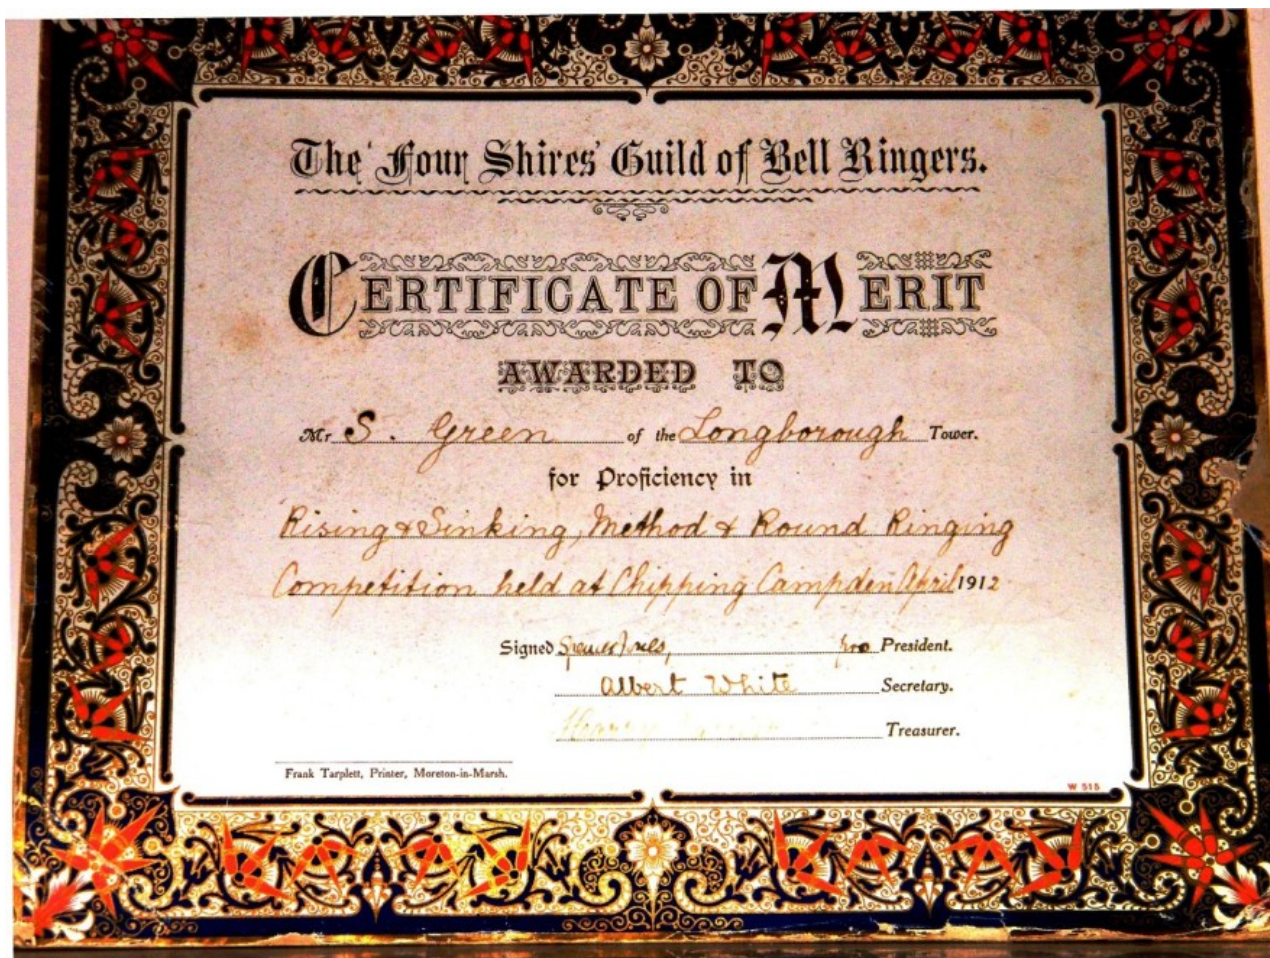 The Four Shires' Guild of Bell Ringers.
CERTIFICATE OF MERIT
AWARDED TO
Mr S. Green of the Longborough Tower.
for Proficiency in
Rising & Sinking, Method & Round Ringing
Competition held at Chipping Campden April 1912
Signed pro President.
Albert White Secretary.
Treasurer.
Frank Tarplett, Printer, Moreton-in-Marsh.
W 515